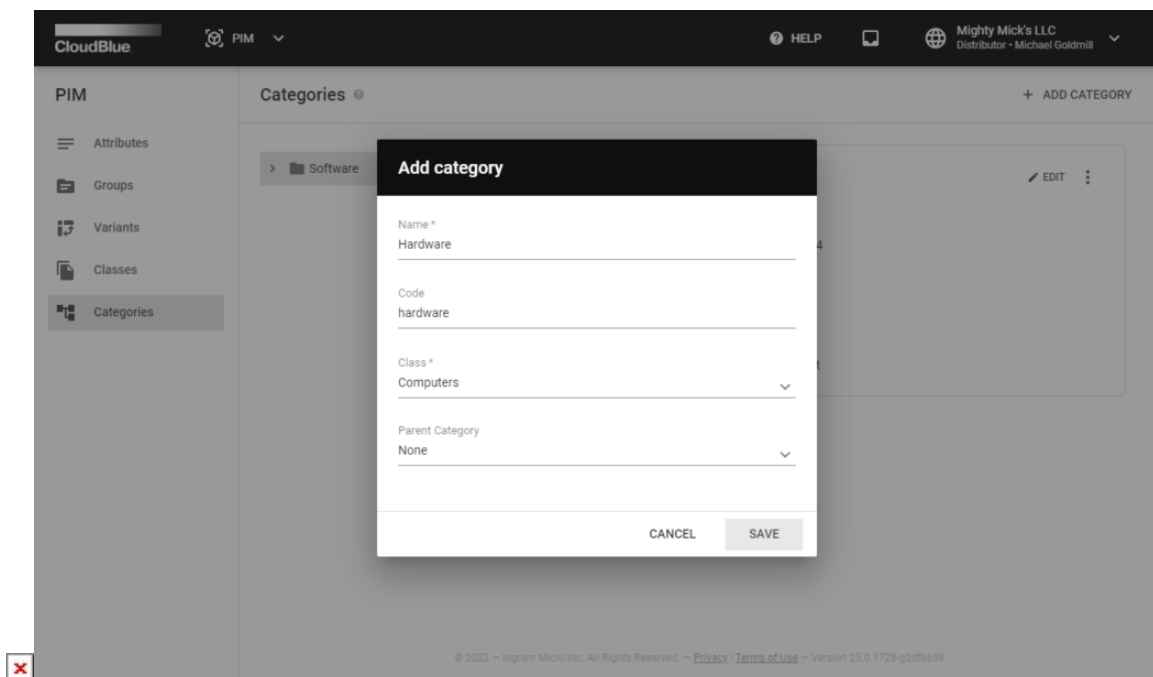 CloudBlue
PIM
HELP
Mighty Mick's LLC
Distributor • Michael Goldmill
PIM
Categories
+ ADD CATEGORY
Attributes
Groups
Variants
Classes
Categories
Software
EDIT
4
t
Add category
Name *
Hardware
Code
hardware
Class *
Computers
Parent Category
None
CANCEL
SAVE
© 2022 — Ingram Micro Inc. All Rights Reserved. — Privacy | Terms of Use — Version 25.0.1728-g2df6698